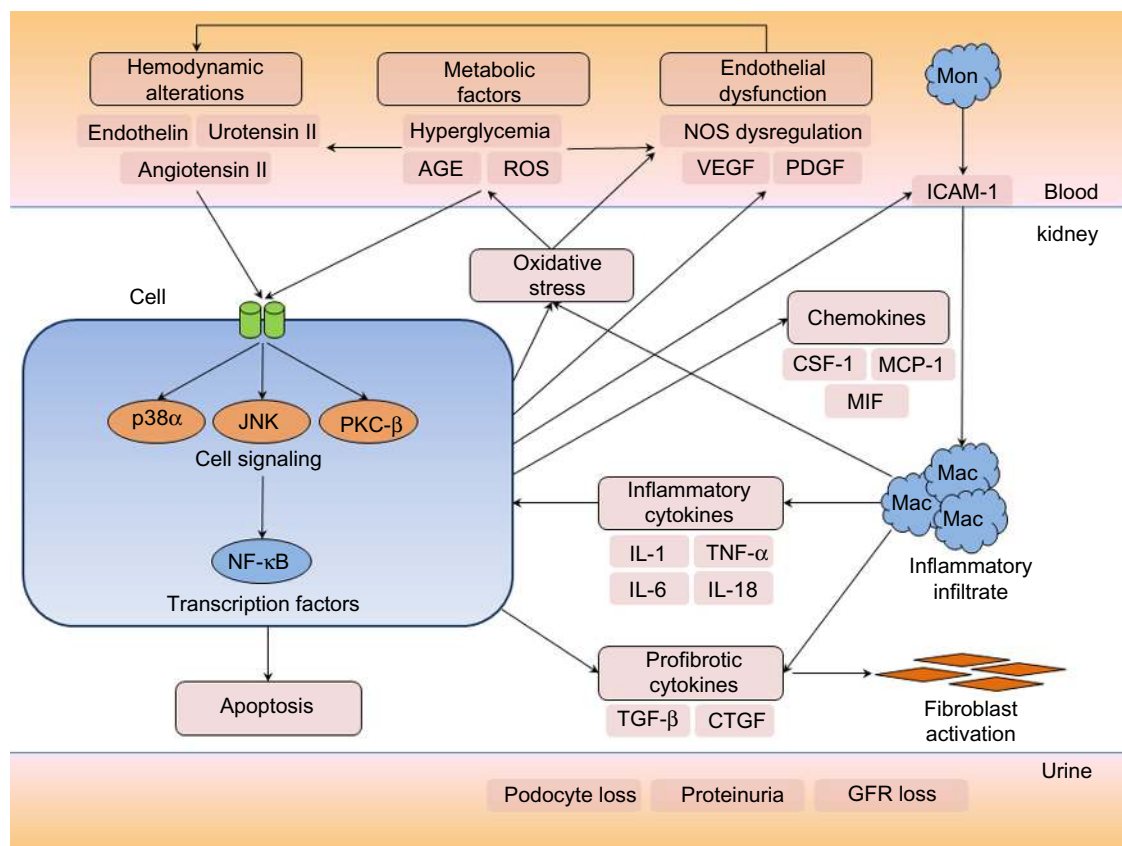 Hemodynamic
alterations
Metabolic
factors
Endothelial
dysfunction
Mon
Endothelin
Urotensin II
Angiotensin II
Hyperglycemia
AGE
ROS
NOS dysregulation
VEGF
PDGF
ICAM-1
Blood
kidney
Oxidative
stress
Cell
Chemokines
CSF-1
MCP-1
MIF
p38α
JNK
PKC-β
Cell signaling
NF-κB
Transcription factors
Inflammatory
cytokines
IL-1
TNF-α
IL-6
IL-18
Mac
Mac
Mac
Inflammatory
infiltrate
Profibrotic
cytokines
TGF-β
CTGF
Fibroblast
activation
Apoptosis
Urine
Podocyte loss
Proteinuria
GFR loss